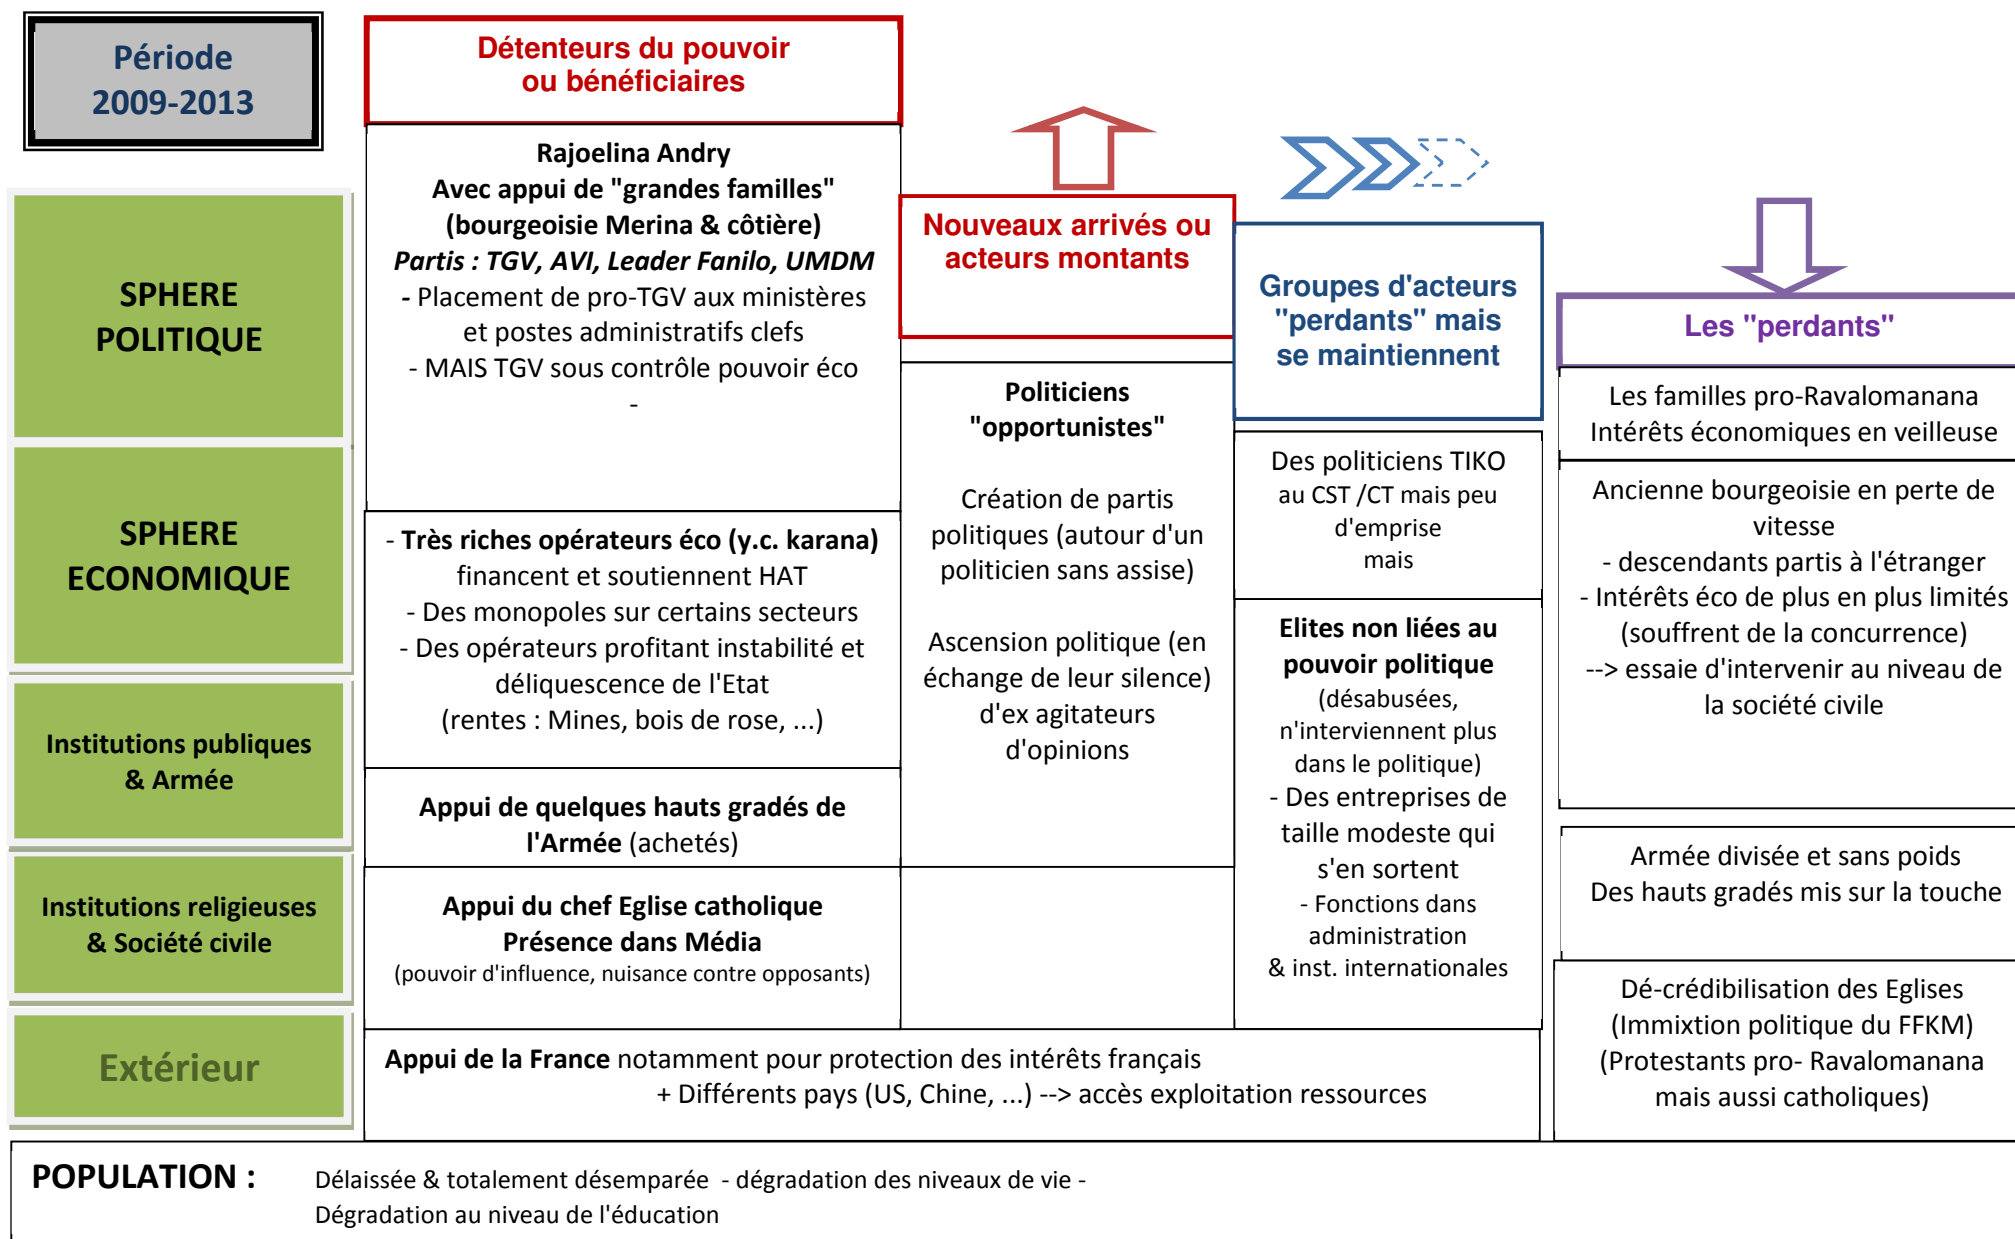 Période
2009-2013
Détenteurs du pouvoir
ou bénéficiaires
Rajoelina Andry
Avec appui de "grandes familles"
(bourgeoisie Merina & côtière)
Partis : TGV, AVI, Leader Fanilo, UMDM
- Placement de pro-TGV aux ministères
et postes administratifs clefs
- MAIS TGV sous contrôle pouvoir éco
-
- Très riches opérateurs éco (y.c. karana)
financent et soutiennent HAT
- Des monopoles sur certains secteurs
- Des opérateurs profitant instabilité et
déliquescence de l'Etat
(rentes : Mines, bois de rose, ...)
Appui de quelques hauts gradés de
l'Armée (achetés)
Appui du chef Eglise catholique
Présence dans Média
(pouvoir d'influence, nuisance contre opposants)
Nouveaux arrivés ou
acteurs montants
Politiciens
"opportunistes"
Création de partis
politiques (autour d'un
politicien sans assise)
Ascension politique (en
échange de leur silence)
d'ex agitateurs
d'opinions
Groupes d'acteurs
"perdants" mais
se maintiennent
Des politiciens TIKO
au CST /CT mais peu
d'emprise
mais
Elites non liées au
pouvoir politique
(désabusées,
n'interviennent plus
dans le politique)
- Des entreprises de
taille modeste qui
s'en sortent
- Fonctions dans
administration
& inst. internationales
Les "perdants"
Les familles pro-Ravalomanana
Intérêts économiques en veilleuse
Ancienne bourgeoisie en perte de
vitesse
- descendants partis à l'étranger
- Intérêts éco de plus en plus limités
(souffrent de la concurrence)
--> essaie d'intervenir au niveau de
la société civile
Armée divisée et sans poids
Des hauts gradés mis sur la touche
Dé-crédibilisation des Eglises
(Immixtion politique du FFKM)
(Protestants pro- Ravalomanana
mais aussi catholiques)
SPHERE
POLITIQUE
SPHERE
ECONOMIQUE
Institutions publiques
& Armée
Institutions religieuses
& Société civile
Extérieur
Appui de la France notamment pour protection des intérêts français
+ Différents pays (US, Chine, ...) --> accès exploitation ressources
POPULATION : Délaissée & totalement désemparée - dégradation des niveaux de vie -
Dégradation au niveau de l'éducation